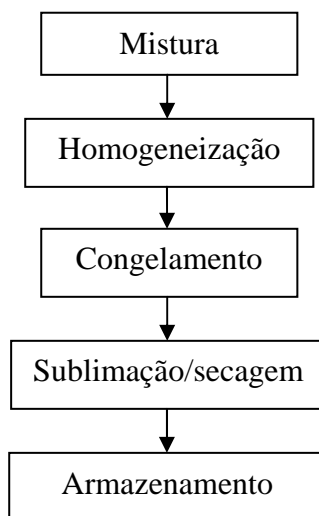 Mistura
Homogeneização
Congelamento
Sublimação/secagem
Armazenamento